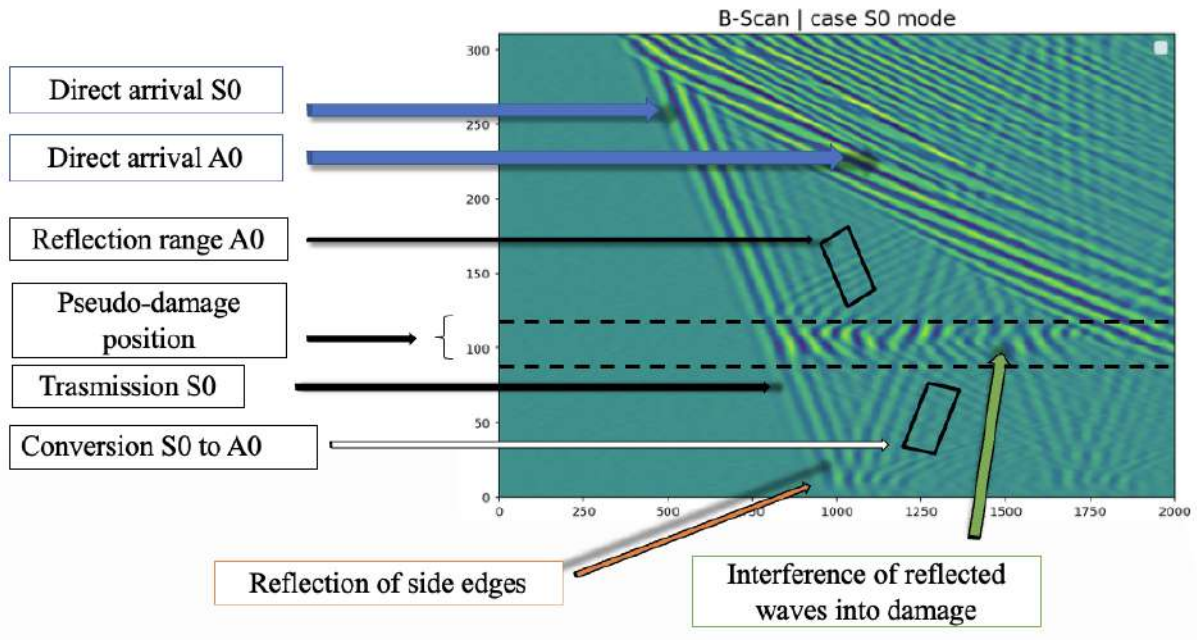 B-Scan | case S0 mode
Direct arrival S0
Direct arrival A0
Reflection range A0
Pseudo-damage
position
Trasmission S0
Conversion S0 to A0
300
250
200
150
100
50
0
0
250
500
750
1000
1250
1500
1750
2000
Reflection of side edges
Interference of reflected
waves into damage